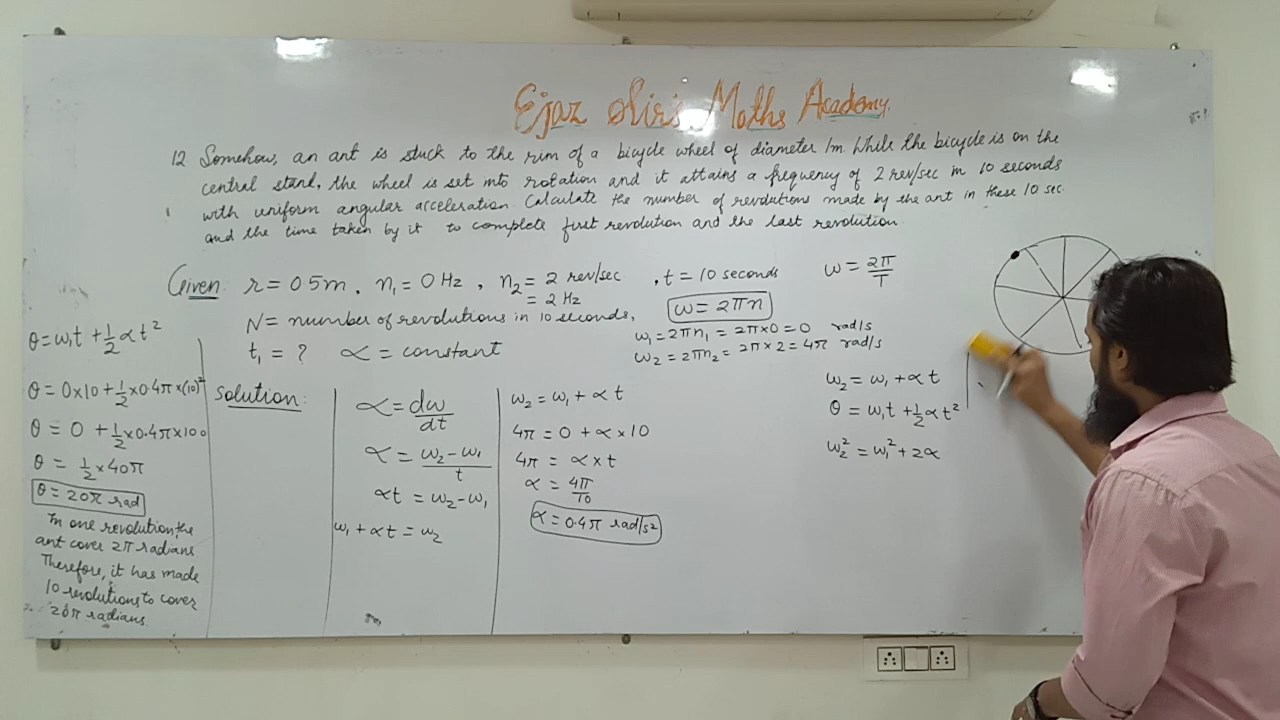 Ejaz Sir's Maths Academy.
12 Somehow, an ant is stuck to the rim of a bicycle wheel of diameter 1m. While the bicycle is on the
central stand, the wheel is set into rotation and it attains a frequency of 2 rev/sec in 10 seconds
with uniform angular acceleration. Calculate the number of revolutions made by the ant in these 10 sec.
and the time taken by it to complete first revolution and the last revolution.
Given: r = 0.5m, n₁ = 0 Hz, n₂ = 2 rev/sec, t = 10 seconds
= 2 Hz
N = number of revolutions in 10 seconds,
t₁ = ? α = constant
ω = 2π/T
ω = 2πn
ω₁ = 2πn₁ = 2π×0 = 0 rad/s
ω₂ = 2πn₂ = 2π×2 = 4π rad/s
θ = ω₁t + 1/2 αt²
θ = 0×10 + 1/2 × 0.4π × (10)²
θ = 0 + 1/2 × 0.4π × 100
θ = 1/2 × 40π
θ = 20π rad
In one revolution, the
ant cover 2π radians
Therefore, it has made
10 revolutions to cover
20π radians.
Solution:
α = dω/dt
α = ω₂ - ω₁/t
αt = ω₂ - ω₁
ω₁ + αt = ω₂
ω₂ = ω₁ + αt
4π = 0 + α × 10
4π = α × t
α = 4π/10
α = 0.4π rad/s²
ω₂ = ω₁ + αt
θ = ω₁t + 1/2 αt²
ω₂² = ω₁² + 2α